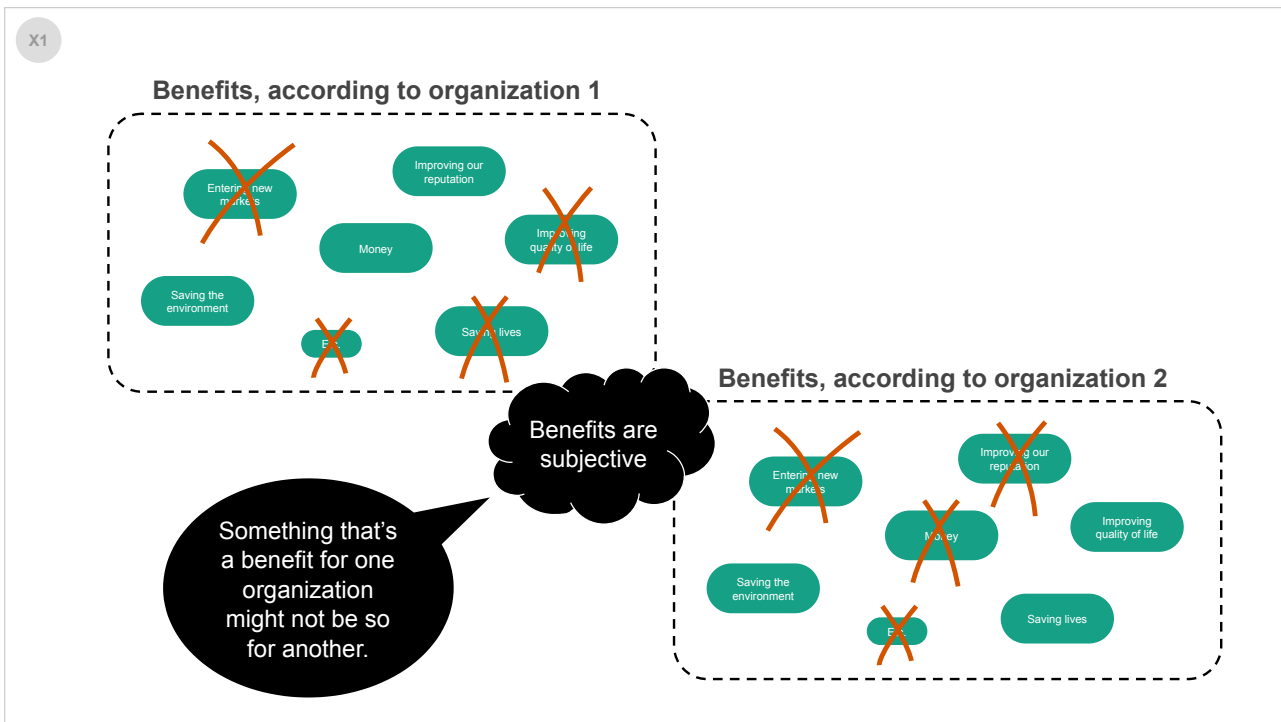 X1
Benefits, according to organization 1
Improving our
reputation
Entering new
markets
Improving
quality of life
Money
Saving the
environment
Etc.
Saving lives
Benefits are
subjective
Something that's
a benefit for one
organization
might not be so
for another.
Benefits, according to organization 2
Improving our
reputation
Entering new
markets
Improving
quality of life
Money
Saving the
environment
Etc.
Saving lives